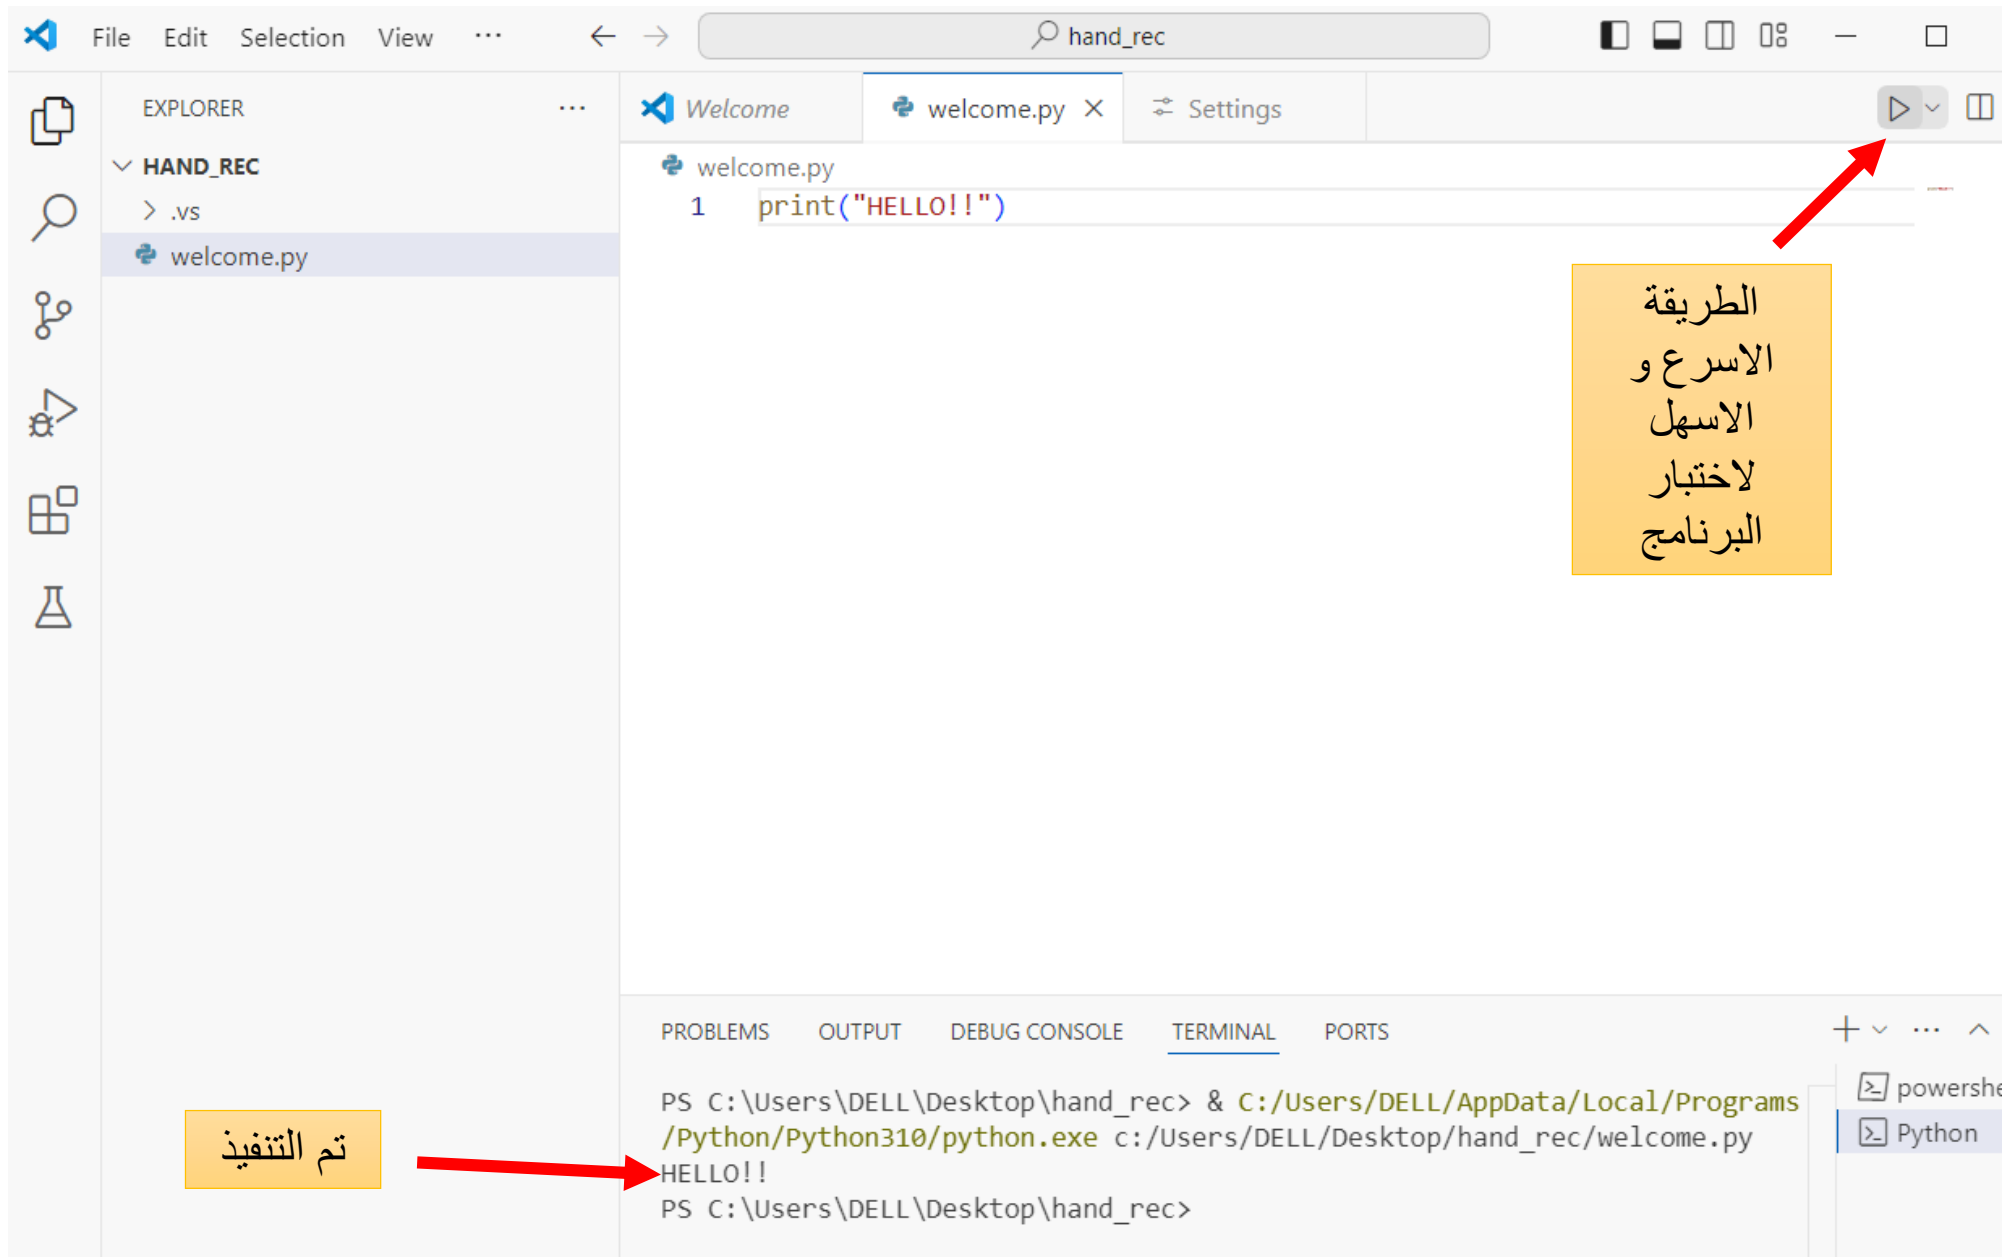 File Edit Selection View ··· hand_rec
EXPLORER ···
Welcome welcome.py Settings
HAND_REC
.vs
welcome.py
welcome.py
1 print("HELLO!!")
الطريقة
الاسرع و
الاسهل
لاختبار
البرنامج
PROBLEMS OUTPUT DEBUG CONSOLE TERMINAL PORTS
PS C:\Users\DELL\Desktop\hand_rec> & C:/Users/DELL/AppData/Local/Programs
/Python/Python310/python.exe c:/Users/DELL/Desktop/hand_rec/welcome.py
HELLO!!
PS C:\Users\DELL\Desktop\hand_rec>
powershe
Python
تم التنفيذ